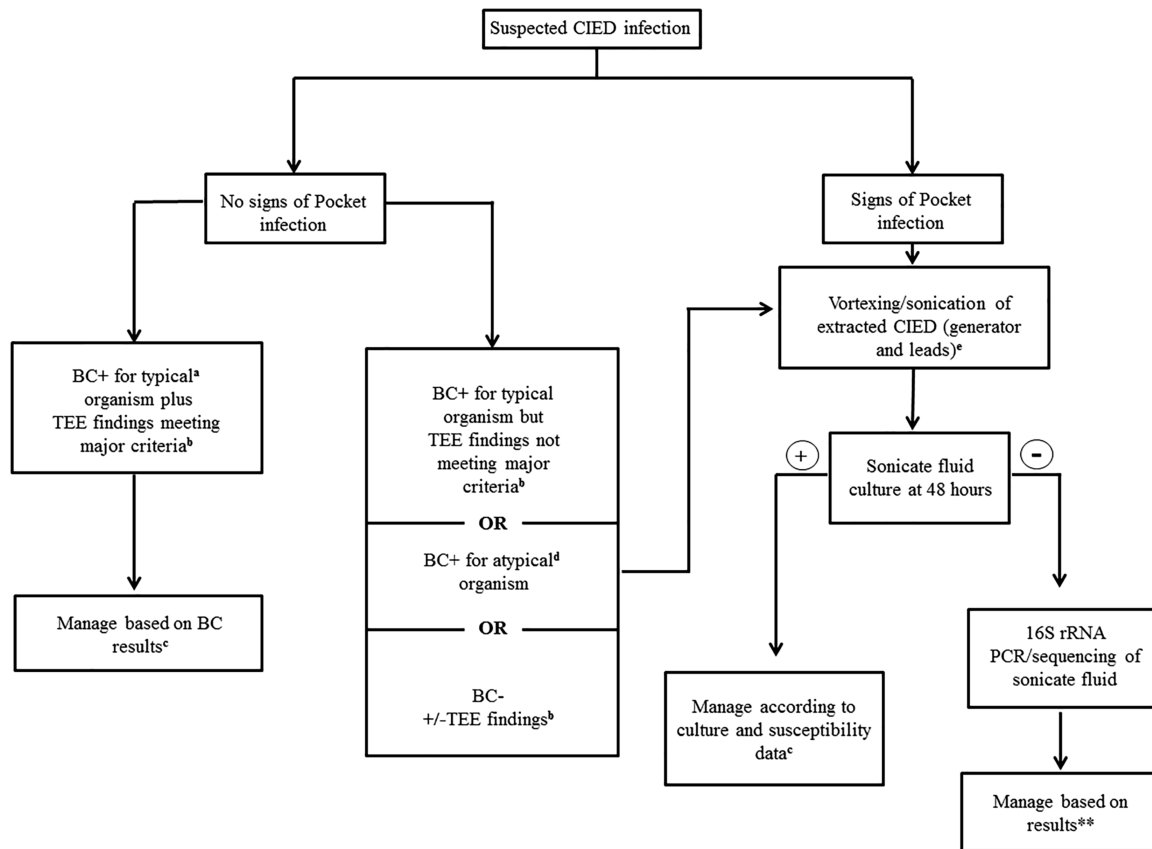 Suspected CIED infection
No signs of Pocket
infection
Signs of Pocket
infection
BC+ for typicalᵃ
organism plus
TEE findings meeting
major criteriaᵇ
Manage based on BC
resultsᶜ
BC+ for typical
organism but
TEE findings not
meeting major
criteriaᵇ
OR
BC+ for atypicalᵈ
organism
OR
BC-
+/-TEE findingsᵇ
Vortexing/sonication of
extracted CIED (generator
and leads)ᵉ
+
Sonicate fluid
culture at 48 hours
-
Manage according to
culture and susceptibility
dataᶜ
16S rRNA
PCR/sequencing of
sonicate fluid
Manage based on
results**